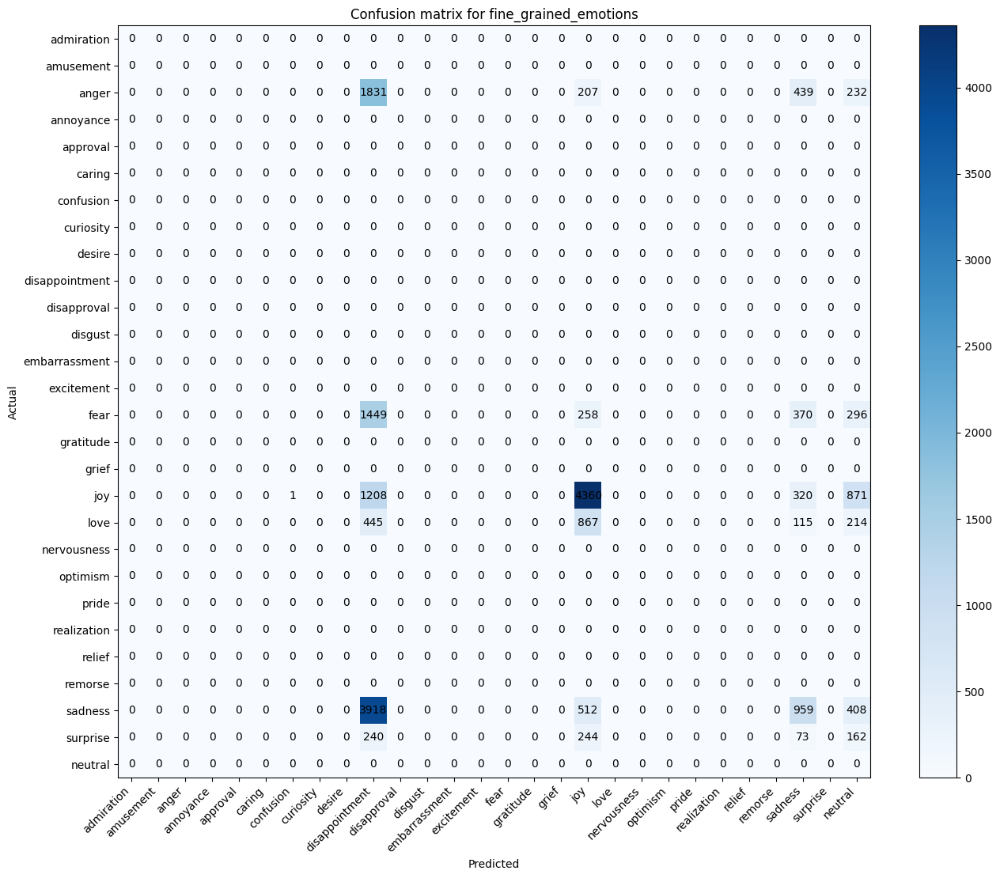 Confusion matrix for fine_grained_emotions
admiration 0 0 0 0 0 0 0 0 0 0 0 0 0 0 0 0 0 0 0 0 0 0 0 0 0 0 0 0
amusement 0 0 0 0 0 0 0 0 0 0 0 0 0 0 0 0 0 0 0 0 0 0 0 0 0 0 0 0
anger 0 0 0 0 0 0 0 0 0 1831 0 0 0 0 0 0 0 207 0 0 0 0 0 0 0 439 0 232
annoyance 0 0 0 0 0 0 0 0 0 0 0 0 0 0 0 0 0 0 0 0 0 0 0 0 0 0 0 0
approval 0 0 0 0 0 0 0 0 0 0 0 0 0 0 0 0 0 0 0 0 0 0 0 0 0 0 0 0
caring 0 0 0 0 0 0 0 0 0 0 0 0 0 0 0 0 0 0 0 0 0 0 0 0 0 0 0 0
confusion 0 0 0 0 0 0 0 0 0 0 0 0 0 0 0 0 0 0 0 0 0 0 0 0 0 0 0 0
curiosity 0 0 0 0 0 0 0 0 0 0 0 0 0 0 0 0 0 0 0 0 0 0 0 0 0 0 0 0
desire 0 0 0 0 0 0 0 0 0 0 0 0 0 0 0 0 0 0 0 0 0 0 0 0 0 0 0 0
disappointment 0 0 0 0 0 0 0 0 0 0 0 0 0 0 0 0 0 0 0 0 0 0 0 0 0 0 0 0
disapproval 0 0 0 0 0 0 0 0 0 0 0 0 0 0 0 0 0 0 0 0 0 0 0 0 0 0 0 0
disgust 0 0 0 0 0 0 0 0 0 0 0 0 0 0 0 0 0 0 0 0 0 0 0 0 0 0 0 0
embarrassment 0 0 0 0 0 0 0 0 0 0 0 0 0 0 0 0 0 0 0 0 0 0 0 0 0 0 0 0
excitement 0 0 0 0 0 0 0 0 0 0 0 0 0 0 0 0 0 0 0 0 0 0 0 0 0 0 0 0
fear 0 0 0 0 0 0 0 0 0 1449 0 0 0 0 0 0 0 258 0 0 0 0 0 0 0 370 0 296
gratitude 0 0 0 0 0 0 0 0 0 0 0 0 0 0 0 0 0 0 0 0 0 0 0 0 0 0 0 0
grief 0 0 0 0 0 0 0 0 0 0 0 0 0 0 0 0 0 0 0 0 0 0 0 0 0 0 0 0
joy 0 0 0 0 0 0 1 0 0 1208 0 0 0 0 0 0 0 4360 0 0 0 0 0 0 0 320 0 871
love 0 0 0 0 0 0 0 0 0 445 0 0 0 0 0 0 0 867 0 0 0 0 0 0 0 115 0 214
nervousness 0 0 0 0 0 0 0 0 0 0 0 0 0 0 0 0 0 0 0 0 0 0 0 0 0 0 0 0
optimism 0 0 0 0 0 0 0 0 0 0 0 0 0 0 0 0 0 0 0 0 0 0 0 0 0 0 0 0
pride 0 0 0 0 0 0 0 0 0 0 0 0 0 0 0 0 0 0 0 0 0 0 0 0 0 0 0 0
realization 0 0 0 0 0 0 0 0 0 0 0 0 0 0 0 0 0 0 0 0 0 0 0 0 0 0 0 0
relief 0 0 0 0 0 0 0 0 0 0 0 0 0 0 0 0 0 0 0 0 0 0 0 0 0 0 0 0
remorse 0 0 0 0 0 0 0 0 0 0 0 0 0 0 0 0 0 0 0 0 0 0 0 0 0 0 0 0
sadness 0 0 0 0 0 0 0 0 0 3918 0 0 0 0 0 0 0 512 0 0 0 0 0 0 0 959 0 408
surprise 0 0 0 0 0 0 0 0 0 240 0 0 0 0 0 0 0 244 0 0 0 0 0 0 0 73 0 162
neutral 0 0 0 0 0 0 0 0 0 0 0 0 0 0 0 0 0 0 0 0 0 0 0 0 0 0 0 0
Actual
admiration
amusement
anger
annoyance
approval
caring
confusion
curiosity
desire
disappointment
disapproval
disgust
embarrassment
excitement
fear
gratitude
grief
joy
love
nervousness
optimism
pride
realization
relief
remorse
sadness
surprise
neutral
Predicted
4000
3500
3000
2500
2000
1500
1000
500
0